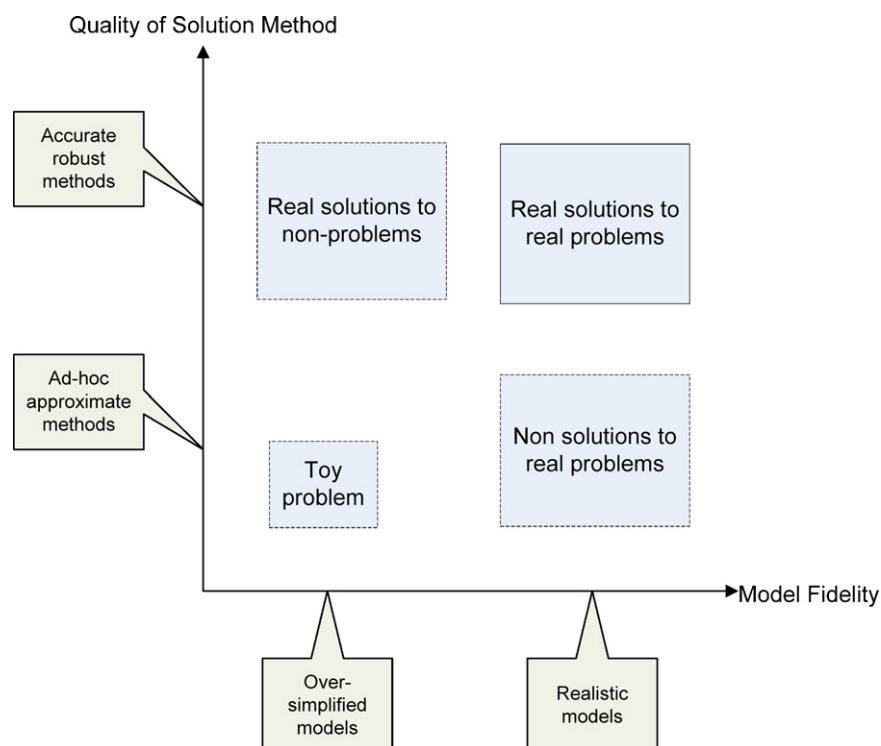 Quality of Solution Method
Accurate
robust
methods
Real solutions to
non-problems
Real solutions to
real problems
Ad-hoc
approximate
methods
Toy
problem
Non solutions to
real problems
Model Fidelity
Over-
simplified
models
Realistic
models